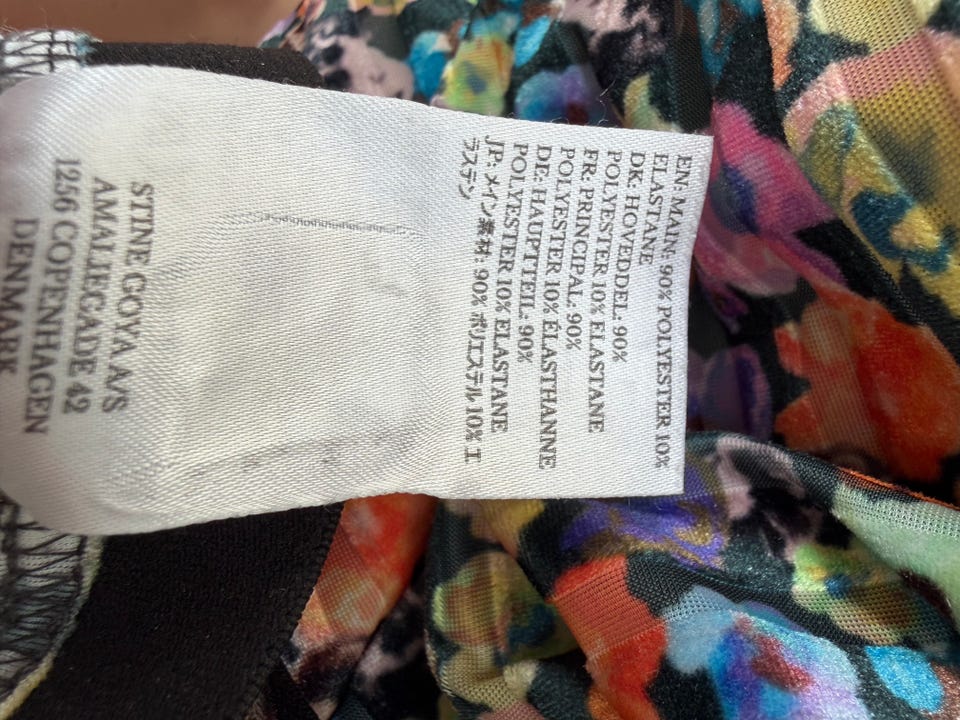 EN: MAIN: 90% POLYESTER 10%
ELASTANE
DK: HOVEDDEL: 90%
POLYESTER 10% ELASTANE
FR: PRINCIPAL: 90%
POLYESTER 10% ÉLASTHANNE
DE: HAUPTTEIL: 90%
POLYESTER 10% ELASTANE
JP: メイン素材: 90% ポリエステル 10% エ
ラステン
STINE GOYA A/S
AMALIEGADE 42
1256 COPENHAGEN
DENMARK